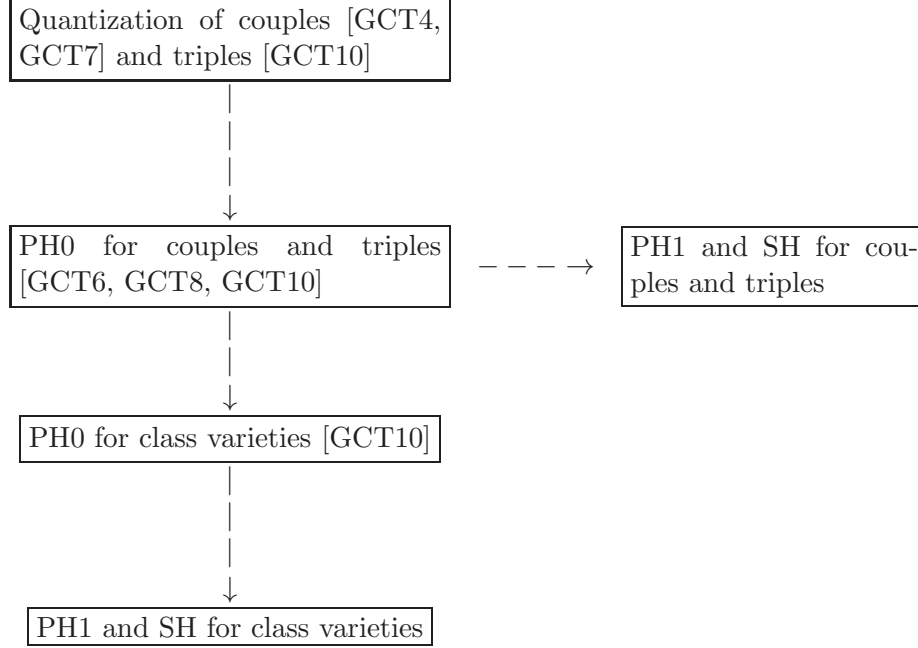 Quantization of couples [GCT4,
GCT7] and triples [GCT10]
PH0 for couples and triples
[GCT6, GCT8, GCT10]
PH1 and SH for cou-
ples and triples
PH0 for class varieties [GCT10]
PH1 and SH for class varieties